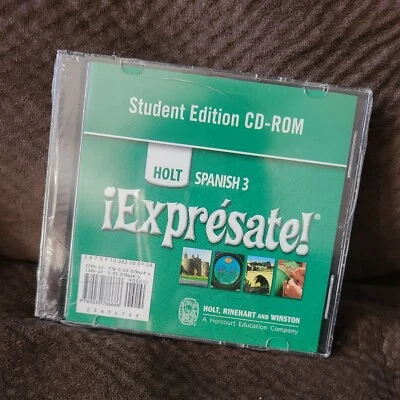 Student Edition CD-ROM
HOLT SPANISH 3
¡Exprésate!®
HOLT, RINEHART AND WINSTON
A Harcourt Education Company